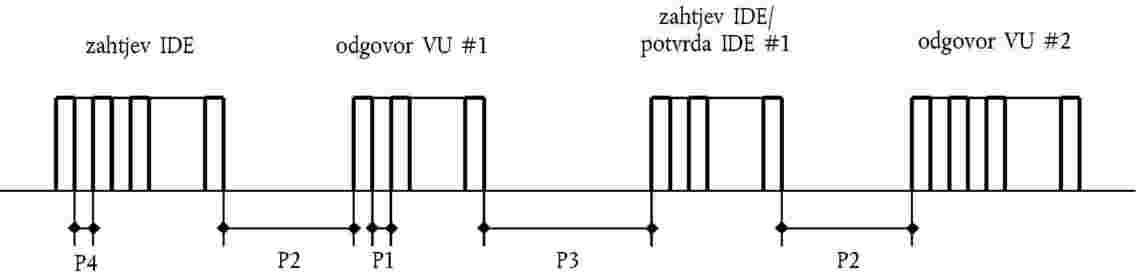 zahtjev IDE
odgovor VU #1
zahtjev IDE/
potvrda IDE #1
odgovor VU #2
P4
P2
P1
P3
P2